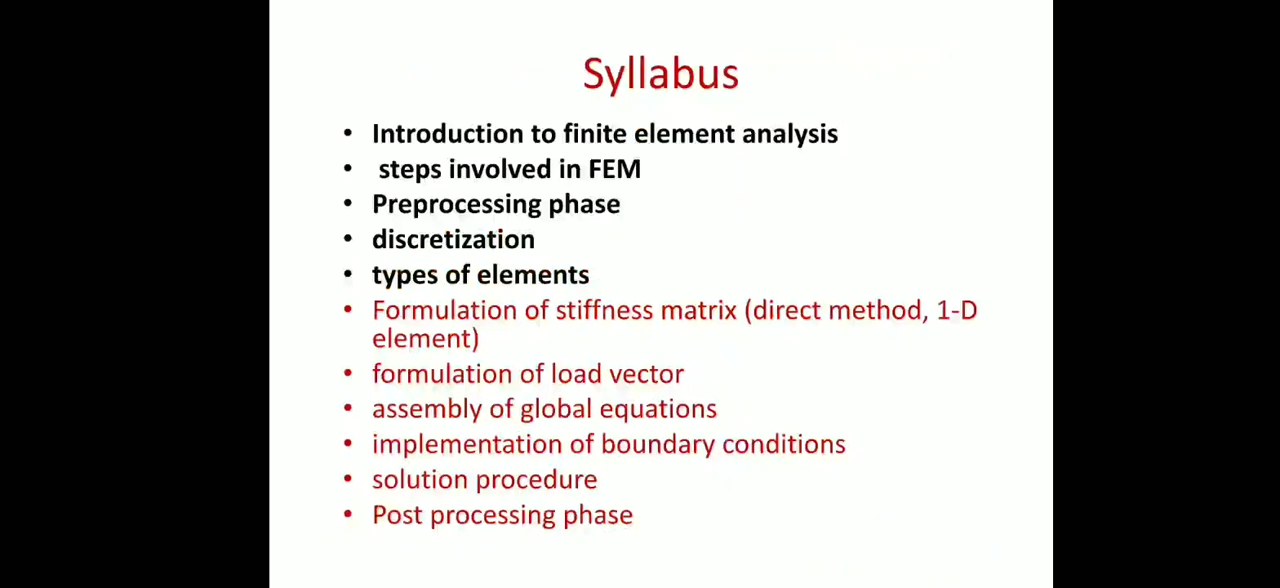 Syllabus
• Introduction to finite element analysis
• steps involved in FEM
• Preprocessing phase
• discretization
• types of elements
• Formulation of stiffness matrix (direct method, 1-D
element)
• formulation of load vector
• assembly of global equations
• implementation of boundary conditions
• solution procedure
• Post processing phase